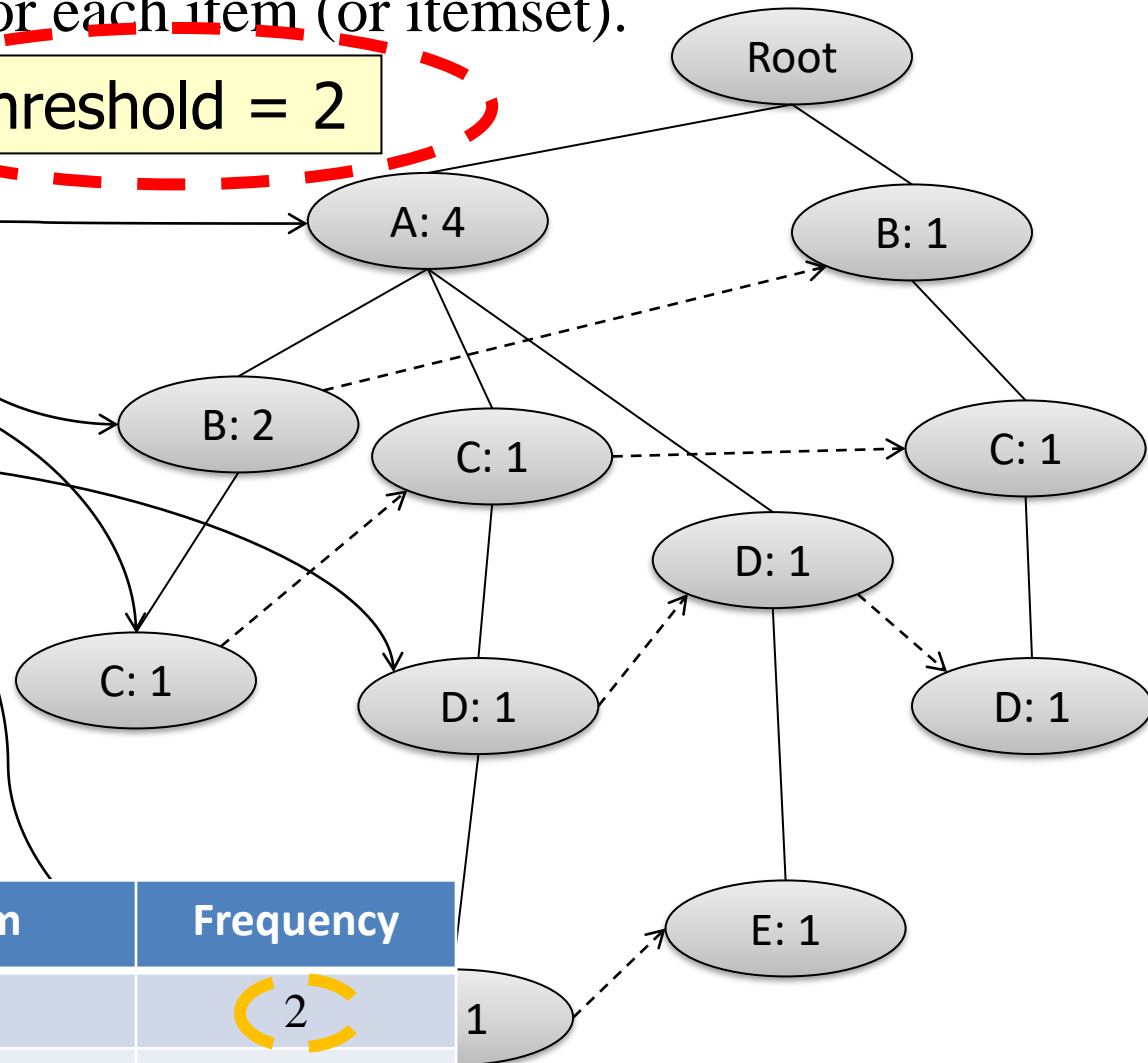 or each item (or itemset).
Root
hreshold = 2
A: 4
B: 1
B: 2
C: 1
C: 1
D: 1
C: 1
D: 1
D: 1
m
Frequency
E: 1
2
1